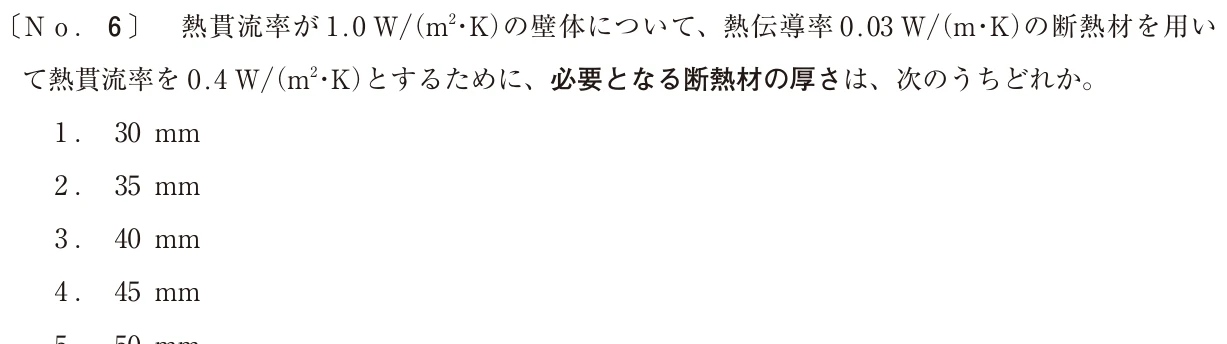 〔No. 6〕 熱貫流率が1.0 W/(m²・K)の壁体について、熱伝導率0.03 W/(m・K)の断熱材を用い
て熱貫流率を0.4 W/(m²・K)とするために、必要となる断熱材の厚さは、次のうちどれか。
1. 30 mm
2. 35 mm
3. 40 mm
4. 45 mm
5. 50 mm